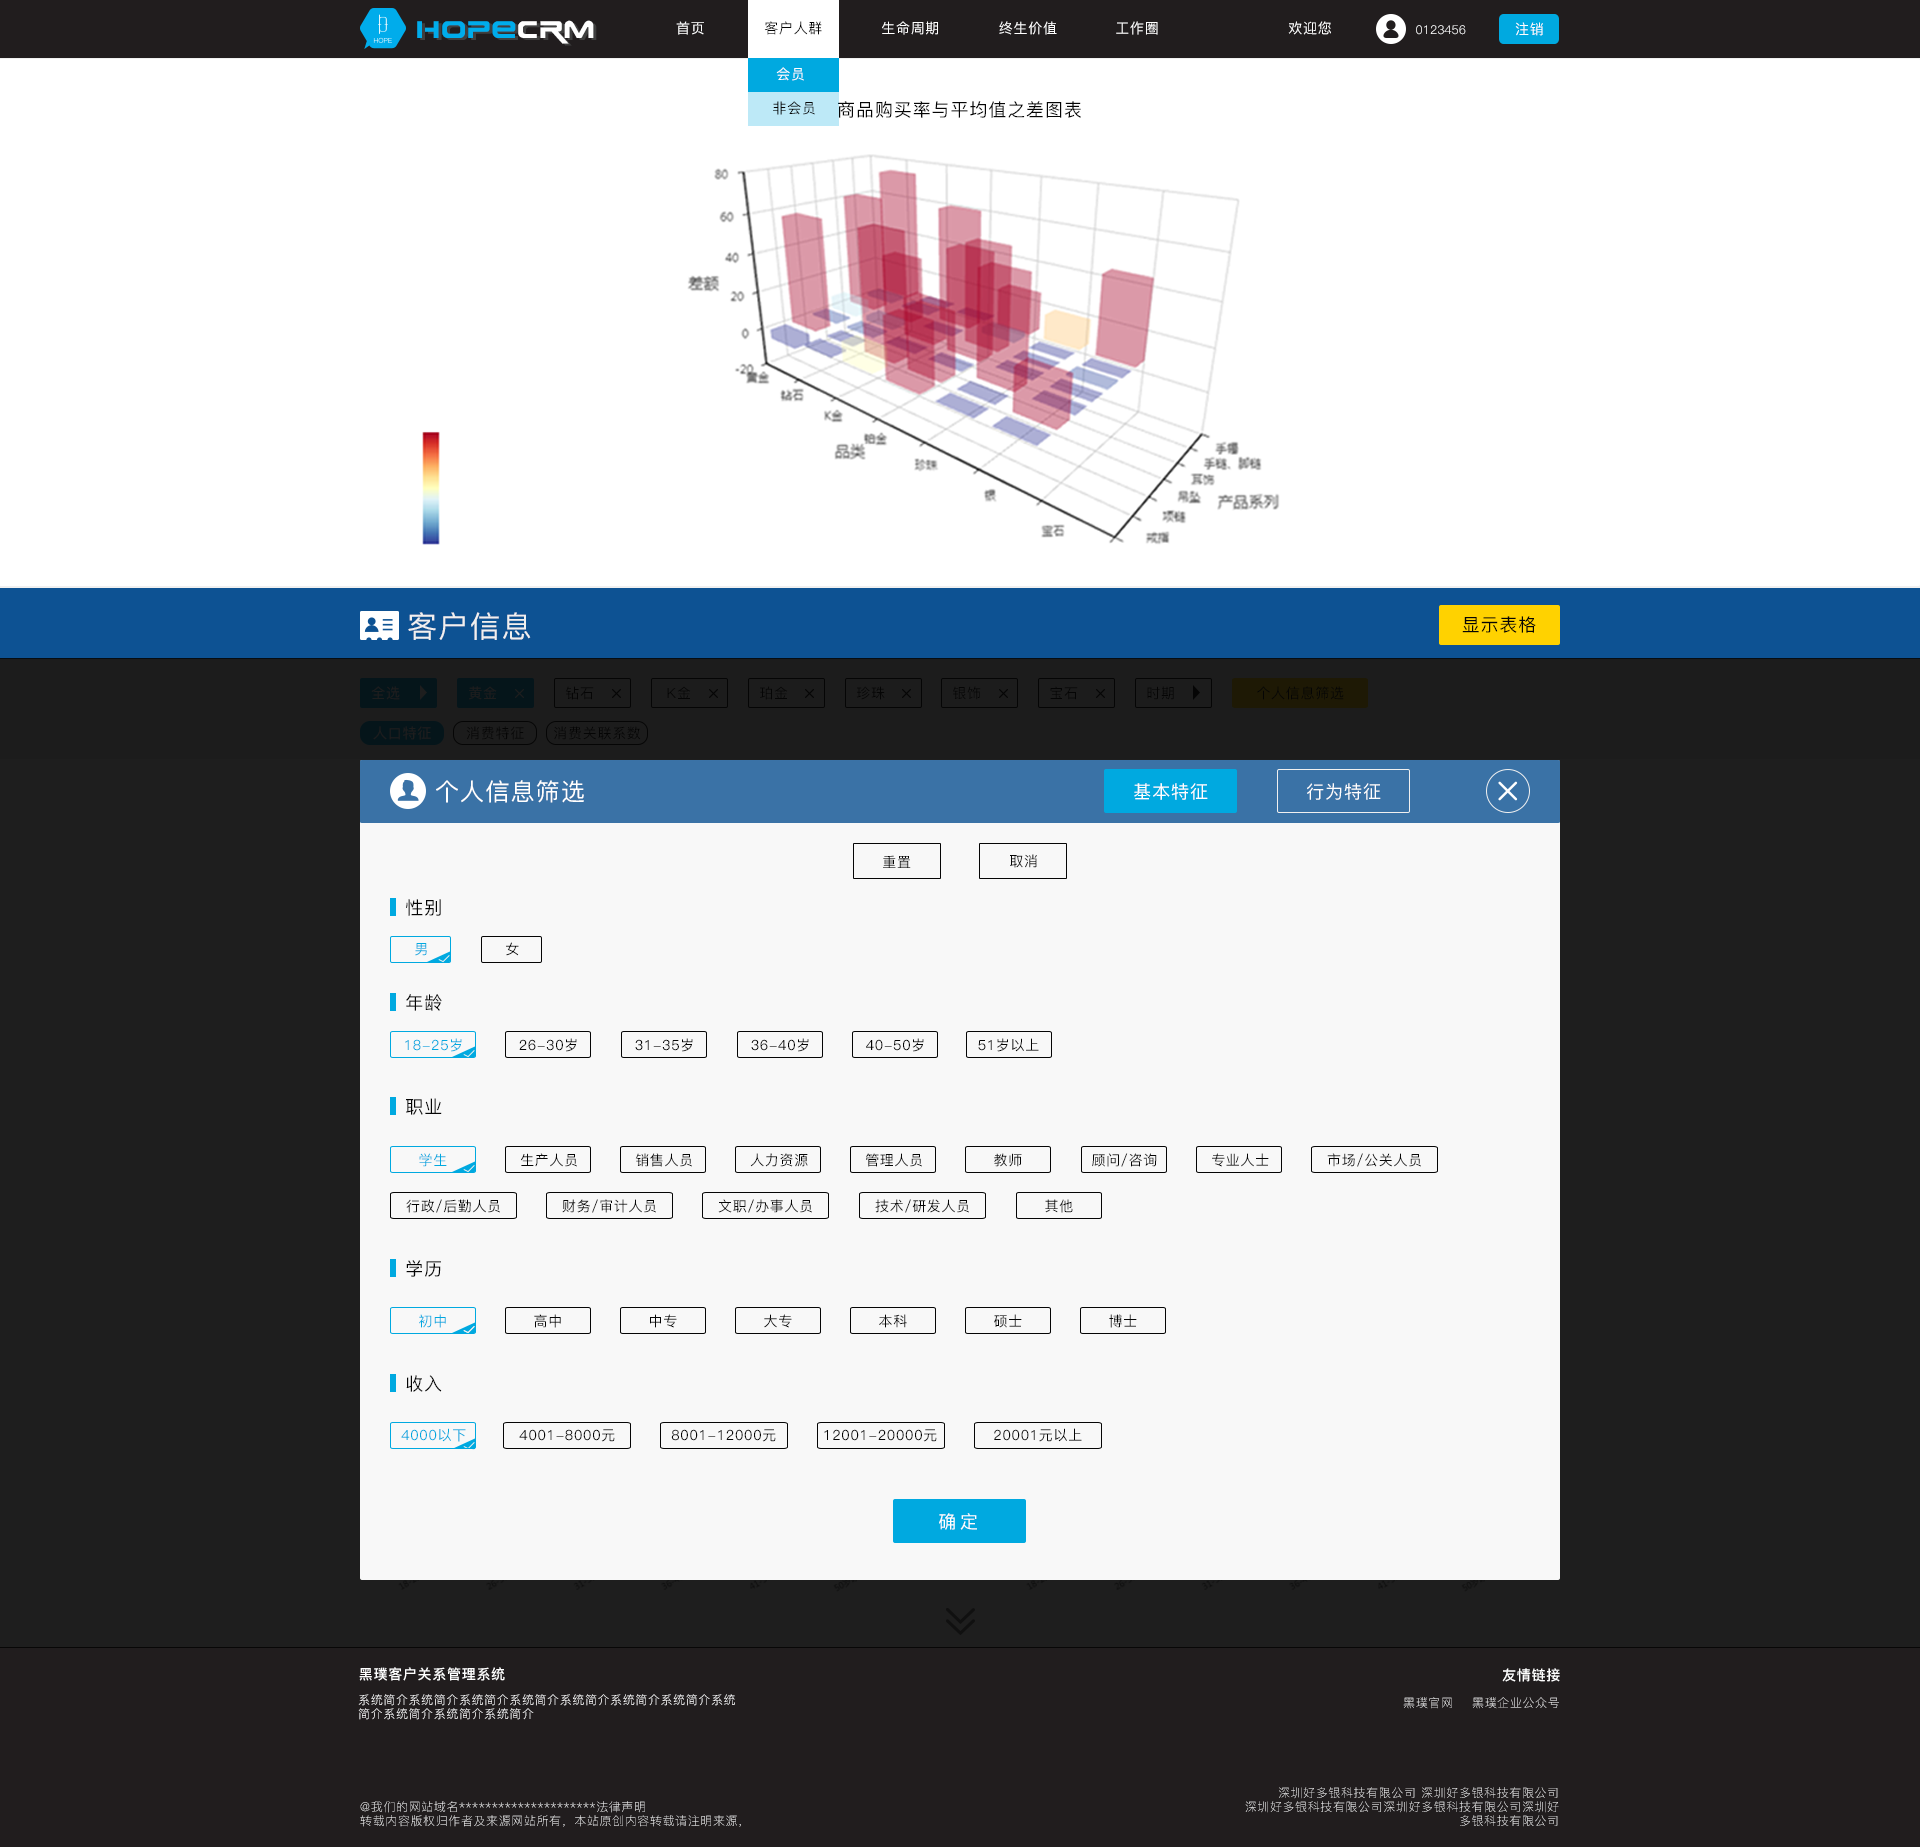 HOPE
HOPECRM
首页
客户人群
生命周期
终生价值
工作圈
欢迎您
0123456
注销
会员
非会员
商品购买率与平均值之差图表
80
60
40
20
0
-20
差额
黄金
钻石
K金
铂金
珍珠
银
宝石
品类
手镯
手链、脚链
耳饰
吊坠
项链
戒指
产品系列
客户信息
显示表格
全选
黄金
钻石
K金
珀金
珍珠
银饰
宝石
时期
个人信息筛选
人口特征
消费特征
消费关联系数
个人信息筛选
基本特征
行为特征
重置
取消
性别
男
女
年龄
18-25岁
26-30岁
31-35岁
36-40岁
40-50岁
51岁以上
职业
学生
生产人员
销售人员
人力资源
管理人员
教师
顾问/咨询
专业人士
市场/公关人员
行政/后勤人员
财务/审计人员
文职/办事人员
技术/研发人员
其他
学历
初中
高中
中专
大专
本科
硕士
博士
收入
4000以下
4001-8000元
8001-12000元
12001-20000元
20001元以上
确定
黑璞客户关系管理系统
系统简介系统简介系统简介系统简介系统简介系统简介系统简介系统
简介系统简介系统简介系统简介
友情链接
黑璞官网
黑璞企业公众号
@我们的网站域名*********************法律声明
转载内容版权归作者及来源网站所有，本站原创内容转载请注明来源，
深圳好多银科技有限公司 深圳好多银科技有限公司
深圳好多银科技有限公司深圳好多银科技有限公司深圳好
多银科技有限公司